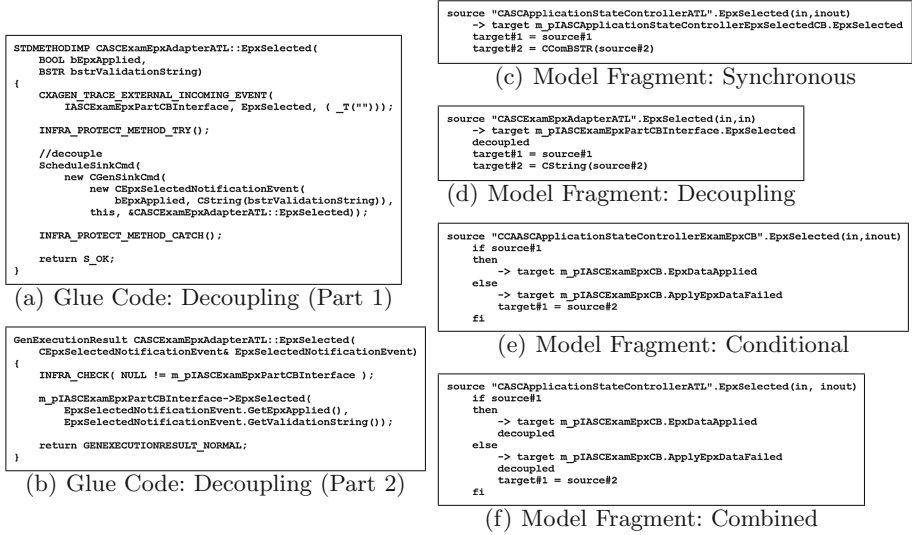 STDMETHODIMP CASCExamEpxAdapterATL::EpxSelected(
BOOL bEpxApplied,
BSTR bstrValidationString)
{
CXAGEN_TRACE_EXTERNAL_INCOMING_EVENT(
IASCExamEpxPartCBInterface, EpxSelected, ( _T("")));
INFRA_PROTECT_METHOD_TRY();
//decouple
ScheduleSinkCmd(
new CGenSinkCmd(
new CEpxSelectedNotificationEvent(
bEpxApplied, CString(bstrValidationString)),
this, &CASCExamEpxAdapterATL::EpxSelected));
INFRA_PROTECT_METHOD_CATCH();
return S_OK;
}
(a) Glue Code: Decoupling (Part 1)
GenExecutionResult CASCExamEpxAdapterATL::EpxSelected(
CEpxSelectedNotificationEvent& EpxSelectedNotificationEvent)
{
INFRA_CHECK( NULL != m_pIASCExamEpxPartCBInterface );
m_pIASCExamEpxPartCBInterface->EpxSelected(
EpxSelectedNotificationEvent.GetEpxApplied(),
EpxSelectedNotificationEvent.GetValidationString());
return GENEXECUTIONRESULT_NORMAL;
}
(b) Glue Code: Decoupling (Part 2)
source "CASCApplicationStateControllerATL".EpxSelected(in,inout)
-> target m_pIASCApplicationStateControllerEpxSelectedCB.EpxSelected
target#1 = source#1
target#2 = CComBSTR(source#2)
(c) Model Fragment: Synchronous
source "CASCExamEpxAdapterATL".EpxSelected(in,in)
-> target m_pIASCExamEpxPartCBInterface.EpxSelected
decoupled
target#1 = source#1
target#2 = CString(source#2)
(d) Model Fragment: Decoupling
source "CCAASCApplicationStateControllerExamEpxCB".EpxSelected(in,inout)
if source#1
then
-> target m_pIASCExamEpxCB.EpxDataApplied
else
-> target m_pIASCExamEpxCB.ApplyEpxDataFailed
target#1 = source#2
fi
(e) Model Fragment: Conditional
source "CASCApplicationStateControllerATL".EpxSelected(in, inout)
if source#1
then
-> target m_pIASCExamEpxCB.EpxDataApplied
decoupled
else
-> target m_pIASCExamEpxCB.ApplyEpxDataFailed
decoupled
target#1 = source#2
fi
(f) Model Fragment: Combined